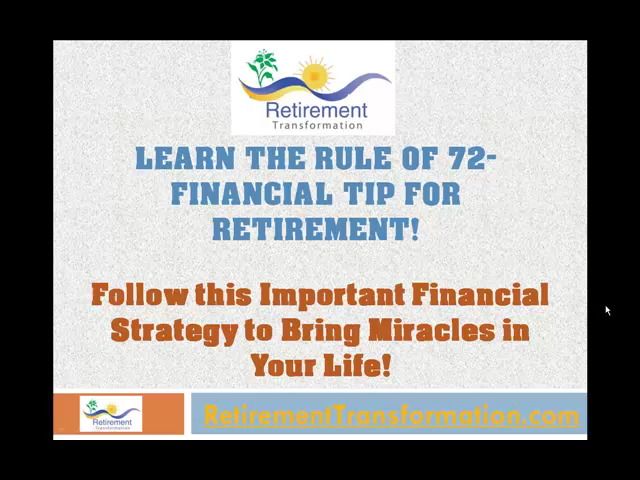 Retirement
Transformation
LEARN THE RULE OF 72-
FINANCIAL TIP FOR
RETIREMENT!
Follow this Important Financial
Strategy to Bring Miracles in
Your Life!
Retirement
Transformation
RetirementTransformation.com